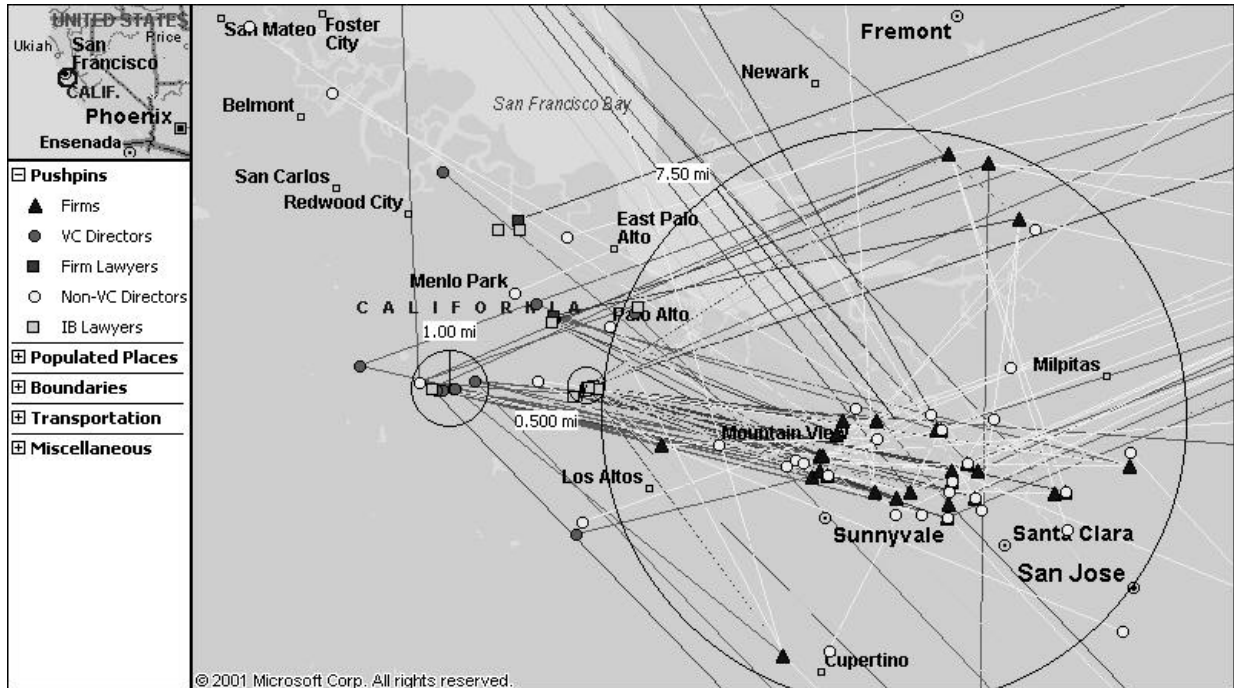 UNITED STATES
Ukiah
Price
San
Francisco
CALIF.
Phoenix
Ensenada
Pushpins
Firms
VC Directors
Firm Lawyers
Non-VC Directors
IB Lawyers
Populated Places
Boundaries
Transportation
Miscellaneous
San Mateo
Foster
City
Fremont
Newark
Belmont
San Francisco Bay
San Carlos
7.50 mi
Redwood City
East Palo
Alto
Menlo Park
CALIFORNIA
Palo Alto
1.00 mi
Milpitas
0.500 mi
Mountain View
Los Altos
Sunnyvale
Santa Clara
San Jose
Cupertino
© 2001 Microsoft Corp. All rights reserved.